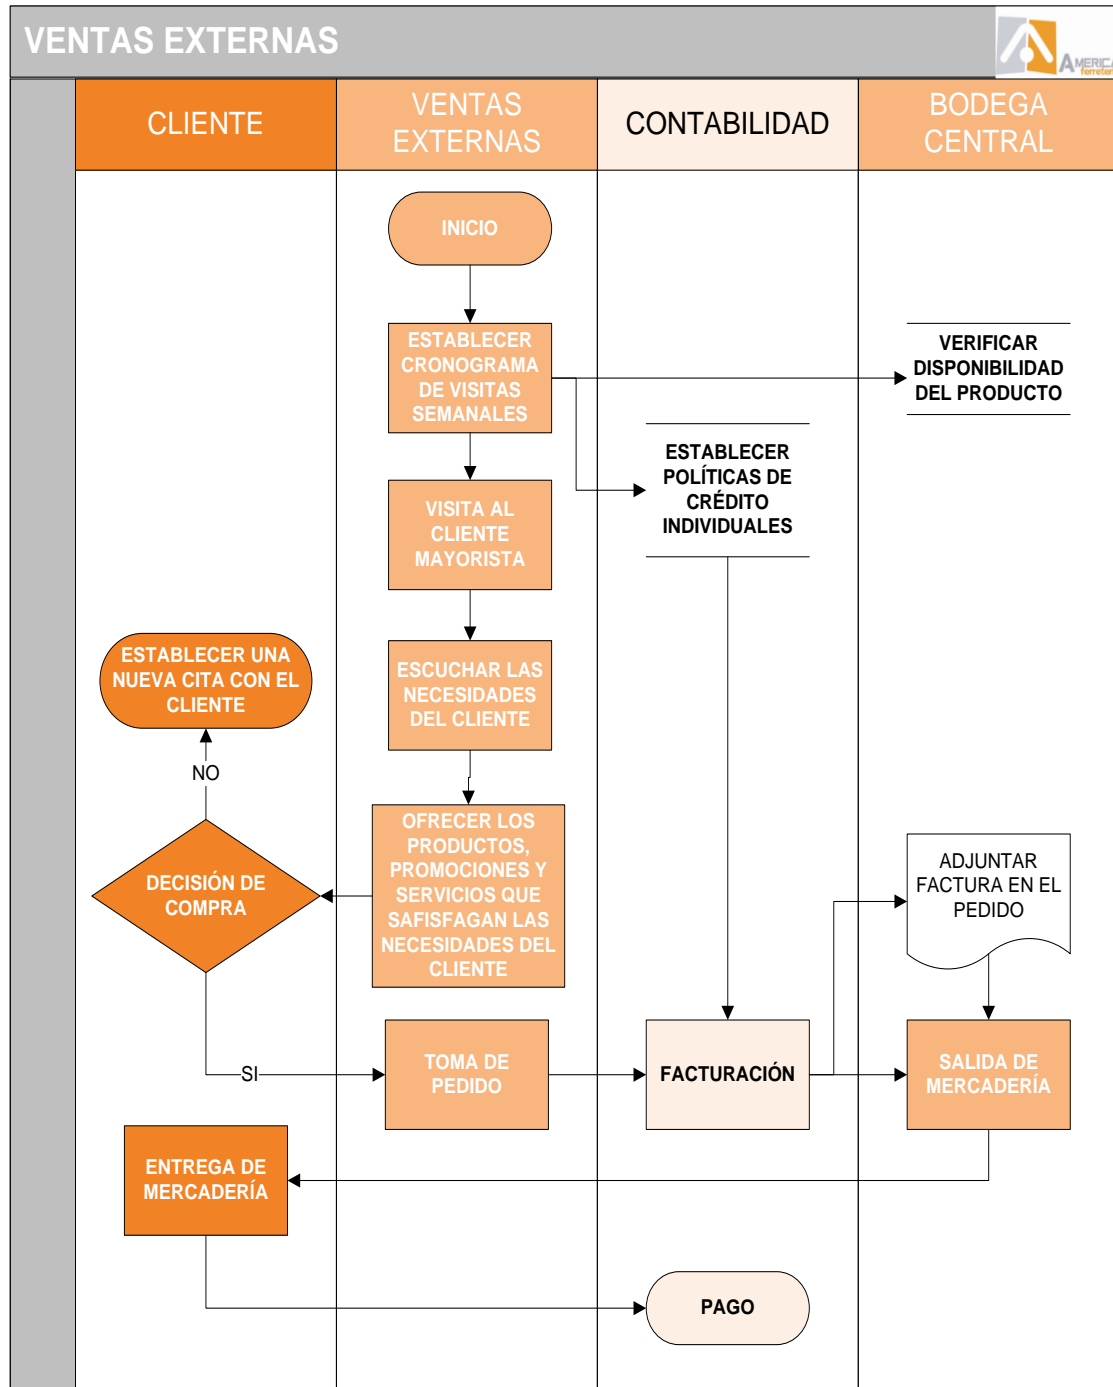 VENTAS EXTERNAS
AMERICA
ferreteri
CLIENTE
VENTAS
EXTERNAS
CONTABILIDAD
BODEGA
CENTRAL
INICIO
ESTABLECER
CRONOGRAMA
DE VISITAS
SEMANALES
VERIFICAR
DISPONIBILIDAD
DEL PRODUCTO
ESTABLECER
POLÍTICAS DE
CRÉDITO
INDIVIDUALES
VISITA AL
CLIENTE
MAYORISTA
ESTABLECER UNA
NUEVA CITA CON EL
CLIENTE
ESCUCHAR LAS
NECESIDADES
DEL CLIENTE
NO
DECISIÓN DE
COMPRA
OFRECER LOS
PRODUCTOS,
PROMOCIONES Y
SERVICIOS QUE
SAFISFAGAN LAS
NECESIDADES DEL
CLIENTE
ADJUNTAR
FACTURA EN EL
PEDIDO
SI
TOMA DE
PEDIDO
FACTURACIÓN
SALIDA DE
MERCADERÍA
ENTREGA DE
MERCADERÍA
PAGO